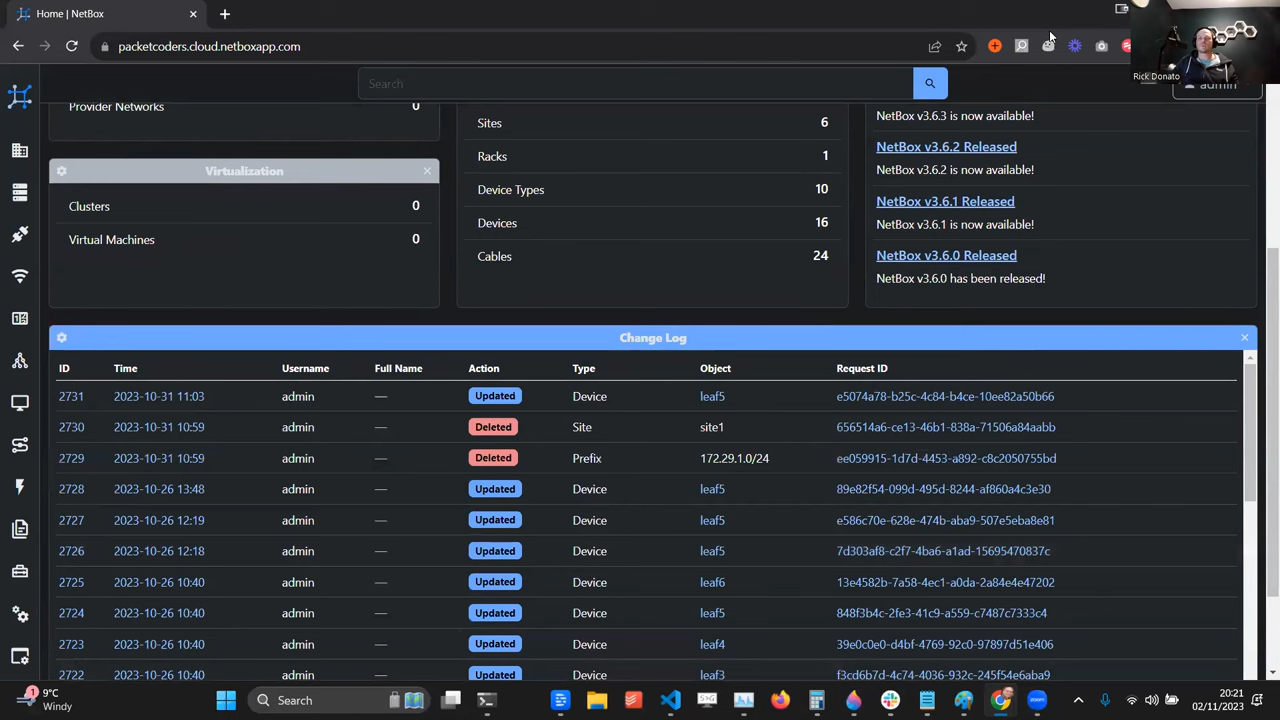 Home | NetBox
packetcoders.cloud.netboxapp.com
Rick Donato
Search
admin
Provider Networks 0
Virtualization
Clusters 0
Virtual Machines 0
Sites 6
Racks 1
Device Types 10
Devices 16
Cables 24
NetBox v3.6.3 is now available!
NetBox v3.6.2 Released
NetBox v3.6.2 is now available!
NetBox v3.6.1 Released
NetBox v3.6.1 is now available!
NetBox v3.6.0 Released
NetBox v3.6.0 has been released!
Change Log
ID Time Username Full Name Action Type Object Request ID
2731 2023-10-31 11:03 admin — Updated Device leaf5 e5074a78-b25c-4c84-b4ce-10ee82a50b66
2730 2023-10-31 10:59 admin — Deleted Site site1 656514a6-ce13-46b1-838a-71506a84aabb
2729 2023-10-31 10:59 admin — Deleted Prefix 172.29.1.0/24 ee059915-1d7d-4453-a892-c8c2050755bd
2728 2023-10-26 13:48 admin — Updated Device leaf5 89e82f54-099d-495d-8244-af860a4c3e30
2727 2023-10-26 12:19 admin — Updated Device leaf5 e586c70e-628e-474b-aba9-507e5eba8e81
2726 2023-10-26 12:18 admin — Updated Device leaf5 7d303af8-c2f7-4ba6-a1ad-15695470837c
2725 2023-10-26 10:40 admin — Updated Device leaf6 13e4582b-7a58-4ec1-a0da-2a84e4e47202
2724 2023-10-26 10:40 admin — Updated Device leaf5 848f3b4c-2fe3-41c9-a559-c7487c7333c4
2723 2023-10-26 10:40 admin — Updated Device leaf4 39e0c0e0-d4bf-4769-92c0-97897d51e406
2722 2023-10-26 10:40 admin — Updated Device leaf3 f3cd6b7d-4c74-4036-932c-245f54e6aba9
1
9°C
Windy
Search
20:21
02/11/2023